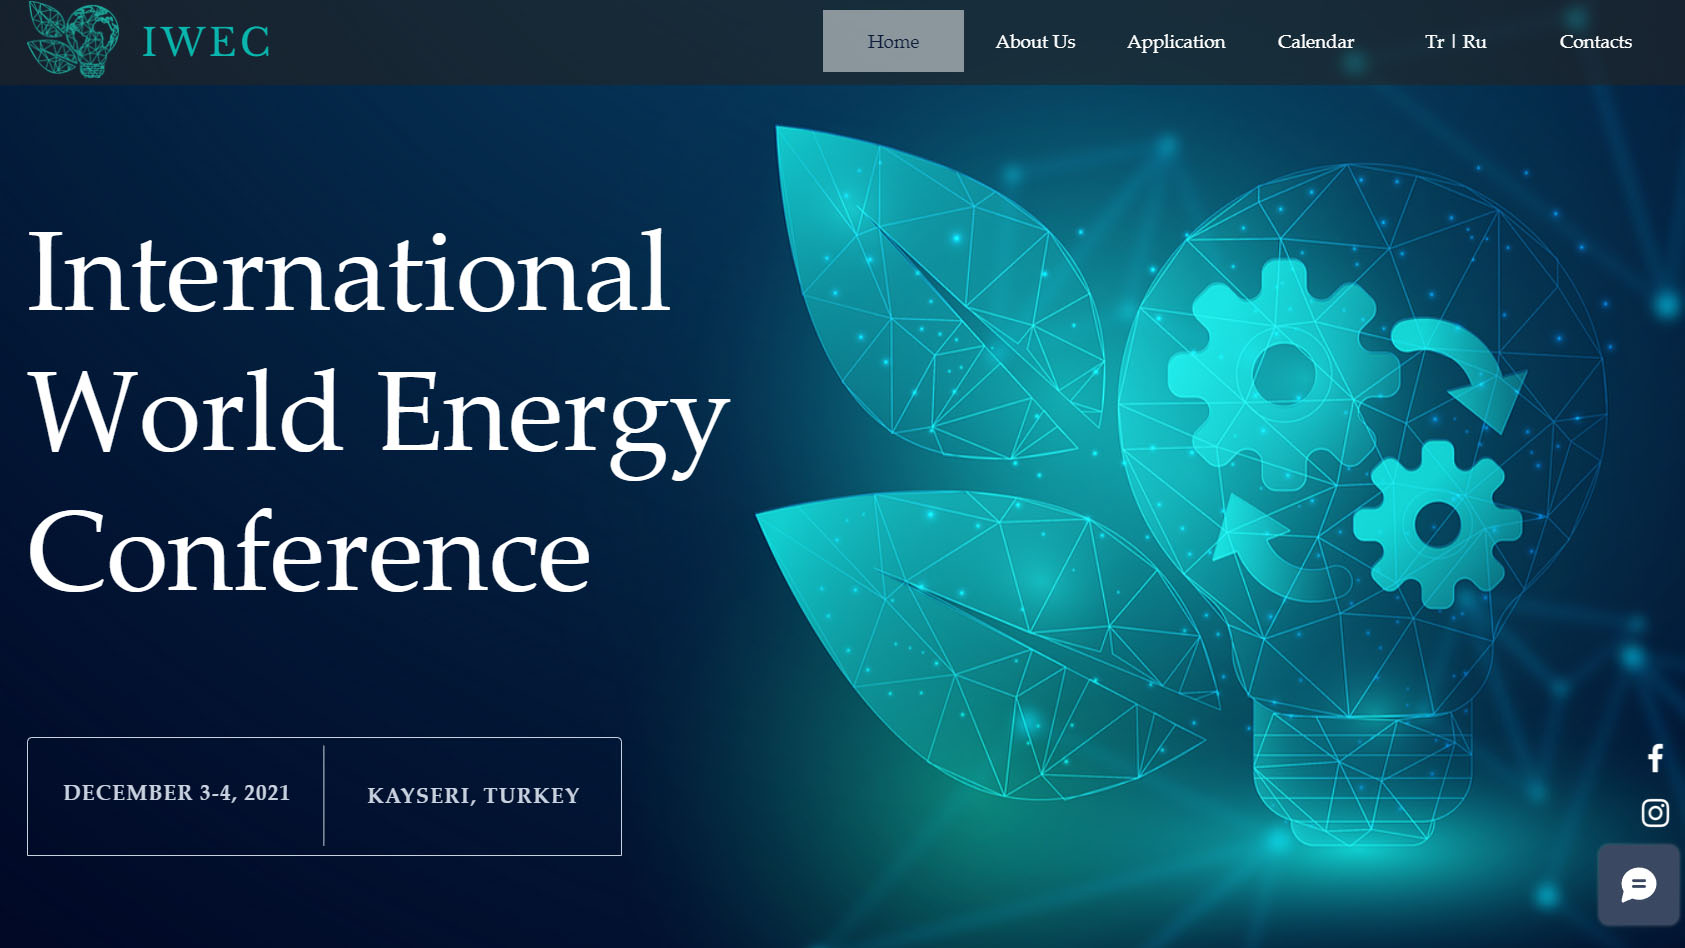 IWEC
Home
About Us
Application
Calendar
Tr | Ru
Contacts
International
World Energy
Conference
DECEMBER 3-4, 2021
KAYSERI, TURKEY